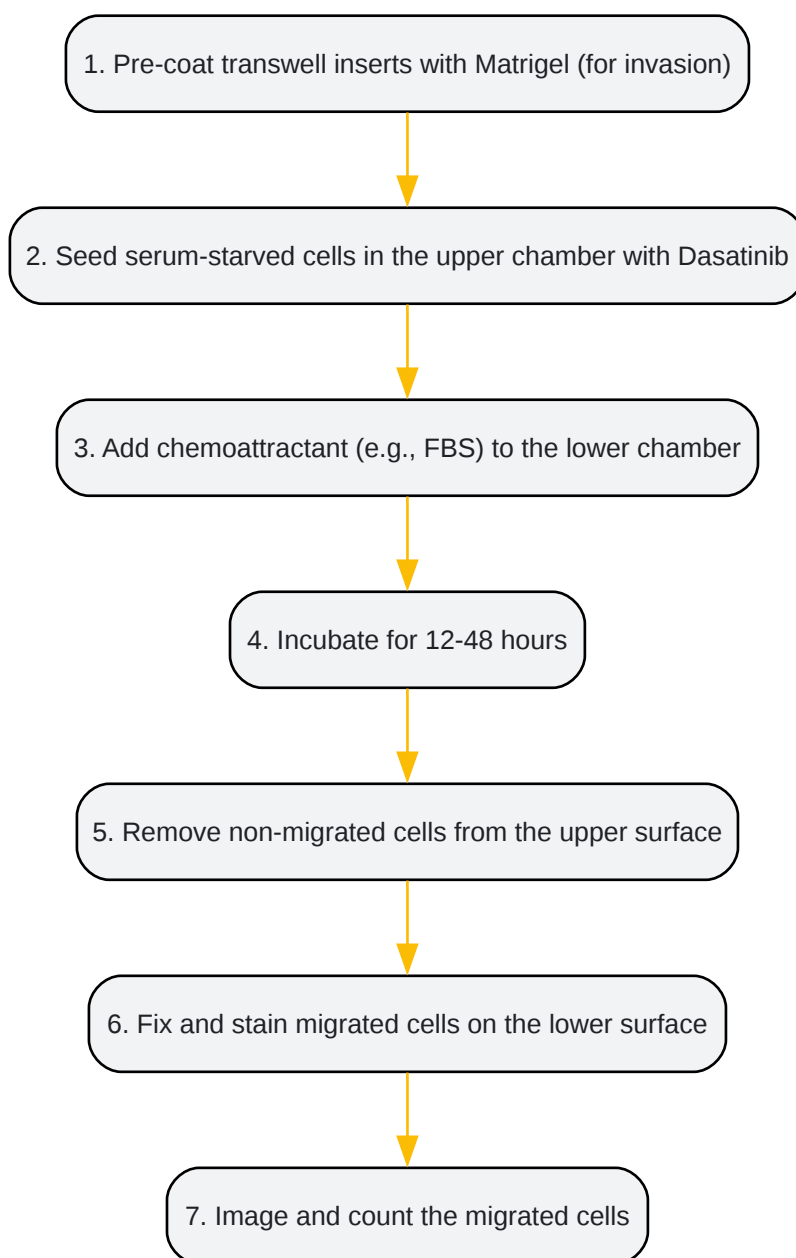 1. Pre-coat transwell inserts with Matrigel (for invasion)
2. Seed serum-starved cells in the upper chamber with Dasatinib
3. Add chemoattractant (e.g., FBS) to the lower chamber
4. Incubate for 12-48 hours
5. Remove non-migrated cells from the upper surface
6. Fix and stain migrated cells on the lower surface
7. Image and count the migrated cells